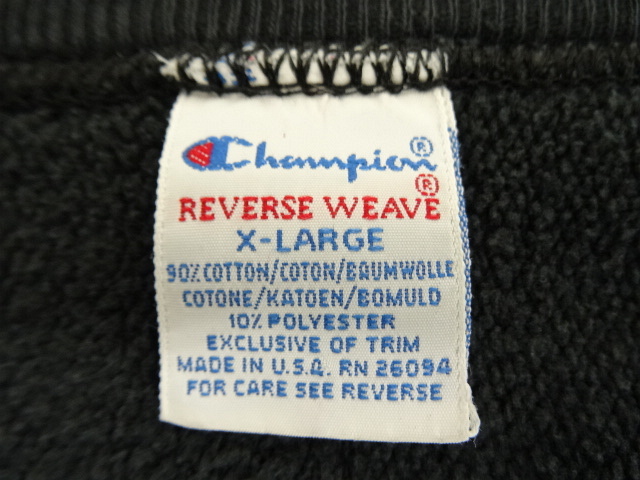 Champion®
REVERSE WEAVE®
X-LARGE
90% COTTON/COTON/BAUMWOLLE
COTONE/KATOEN/BOMULD
10% POLYESTER
EXCLUSIVE OF TRIM
MADE IN U.S.A. RN 26094
FOR CARE SEE REVERSE